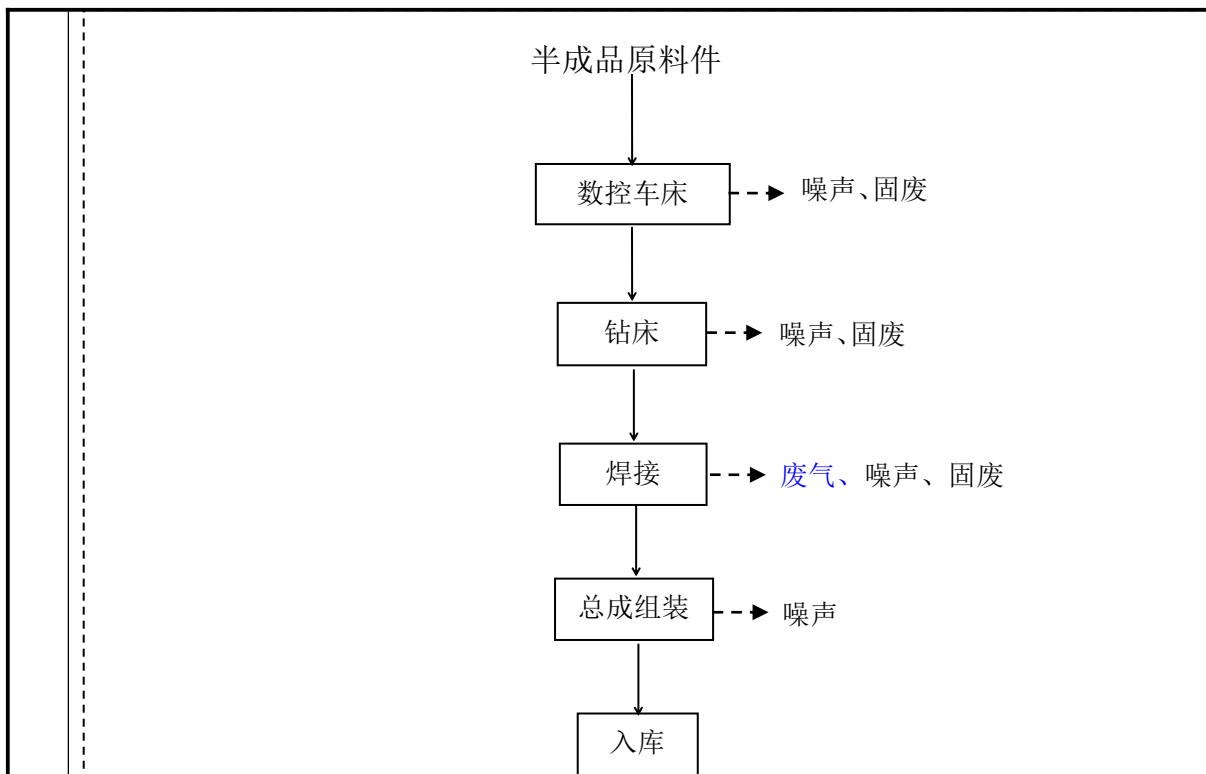 半成品原料件
数控车床
噪声、固废
钻床
噪声、固废
焊接
废气、噪声、固废
总成组装
噪声
入库